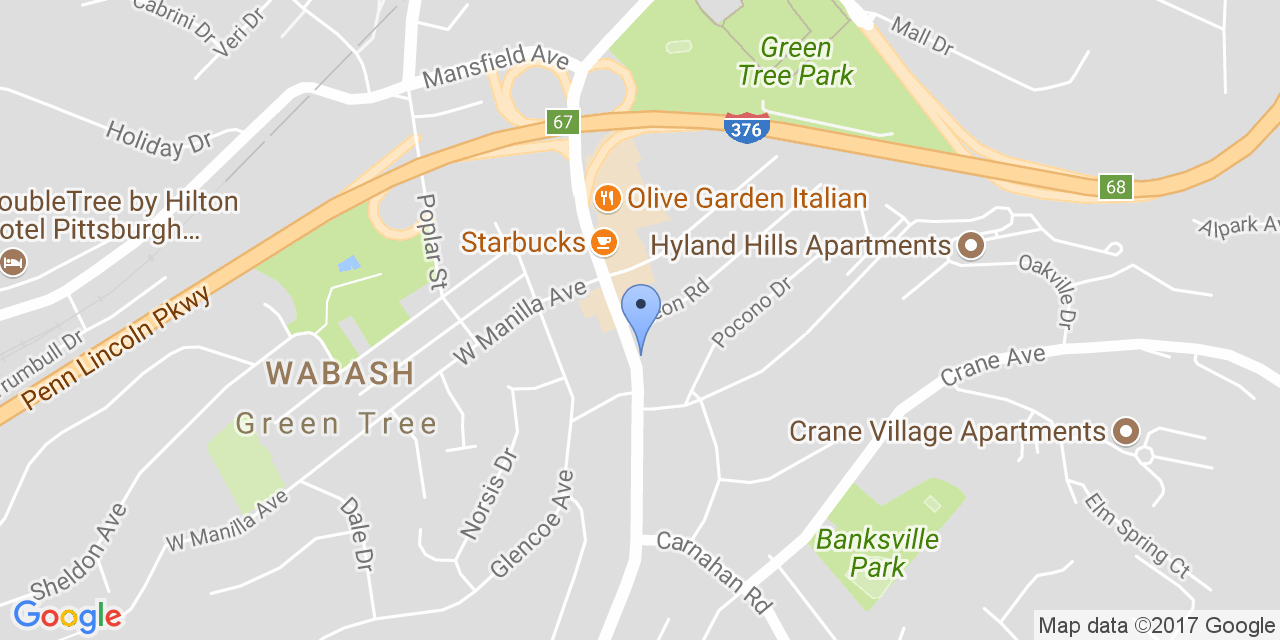 Cabrini Dr
Veri Dr
Mansfield Ave
Green
Tree Park
Mall Dr
67
376
Holiday Dr
68
oubleTree by Hilton
otel Pittsburgh...
Poplar St
Olive Garden Italian
Starbucks
Hyland Hills Apartments
Alpark Av
Oakville Dr
W Manilla Ave
eon Rd
Pocono Dr
Penn Lincoln Pkwy
rumbull Dr
WABASH
Green Tree
Crane Ave
Crane Village Apartments
W Manilla Ave
Sheldon Ave
Dale Dr
Norsis Dr
Glencoe Ave
Carnahan Rd
Banksville
Park
Elm Spring Ct
Google
Map data ©2017 Google